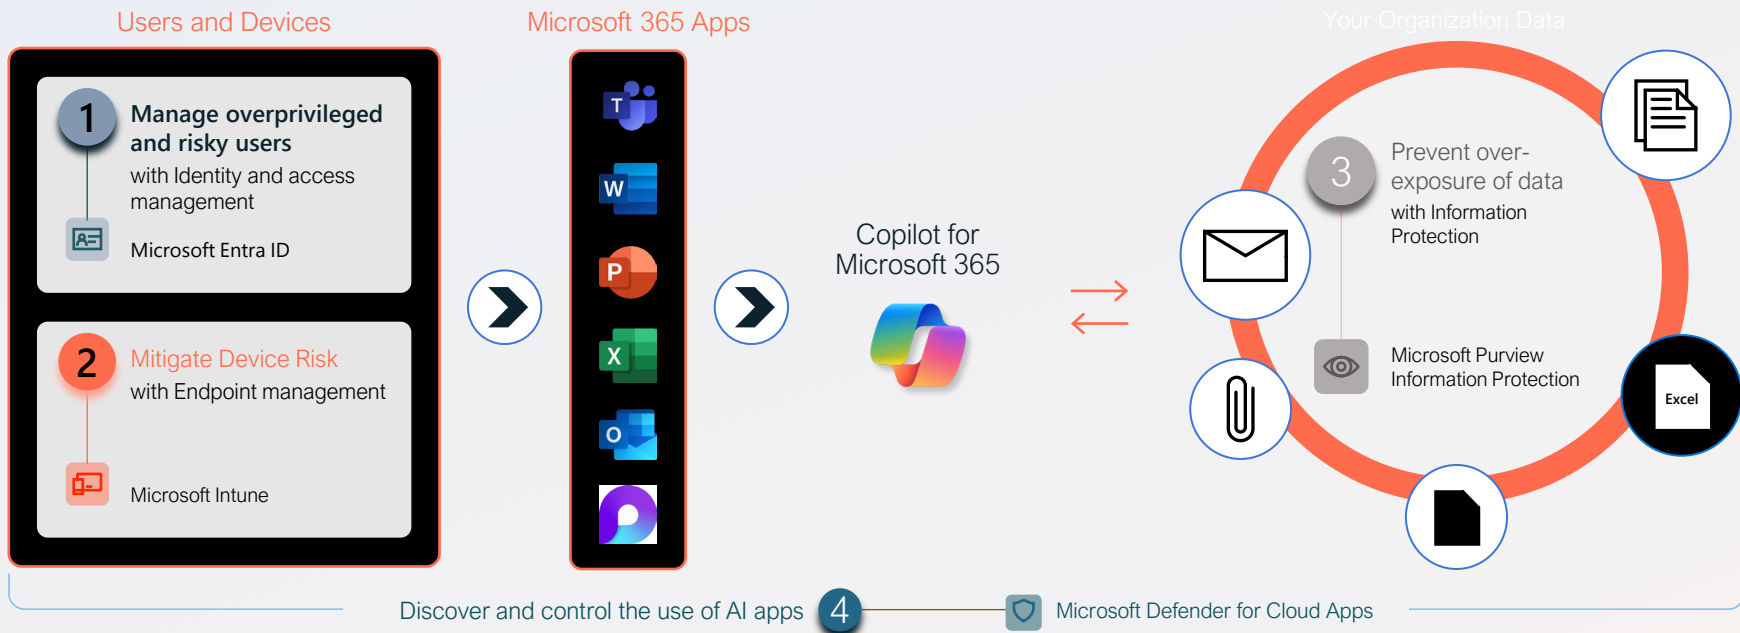 Users and Devices
Microsoft 365 Apps
Your Organization Data
1
Manage overprivileged
and risky users
with Identity and access
management
Microsoft Entra ID
2
Mitigate Device Risk
with Endpoint management
Microsoft Intune
T
W
P
X
O
Copilot for
Microsoft 365
3
Prevent over-
exposure of data
with Information
Protection
Microsoft Purview
Information Protection
Excel
Discover and control the use of AI apps
4
Microsoft Defender for Cloud Apps